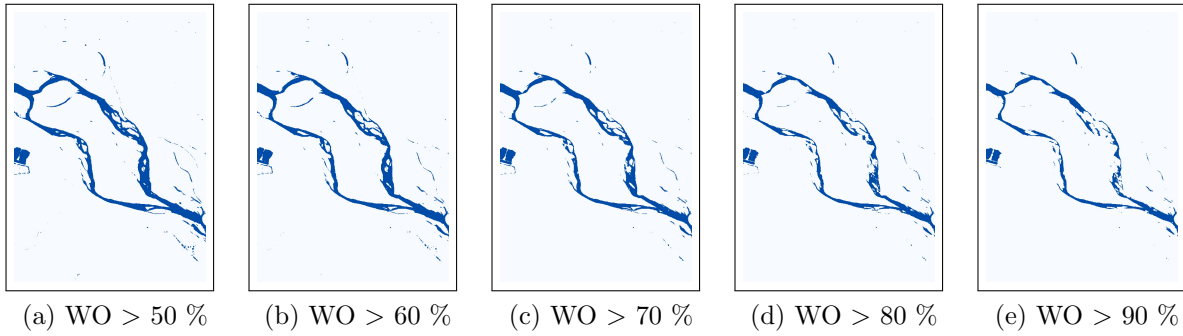 (a) WO > 50 %
(b) WO > 60 %
(c) WO > 70 %
(d) WO > 80 %
(e) WO > 90 %